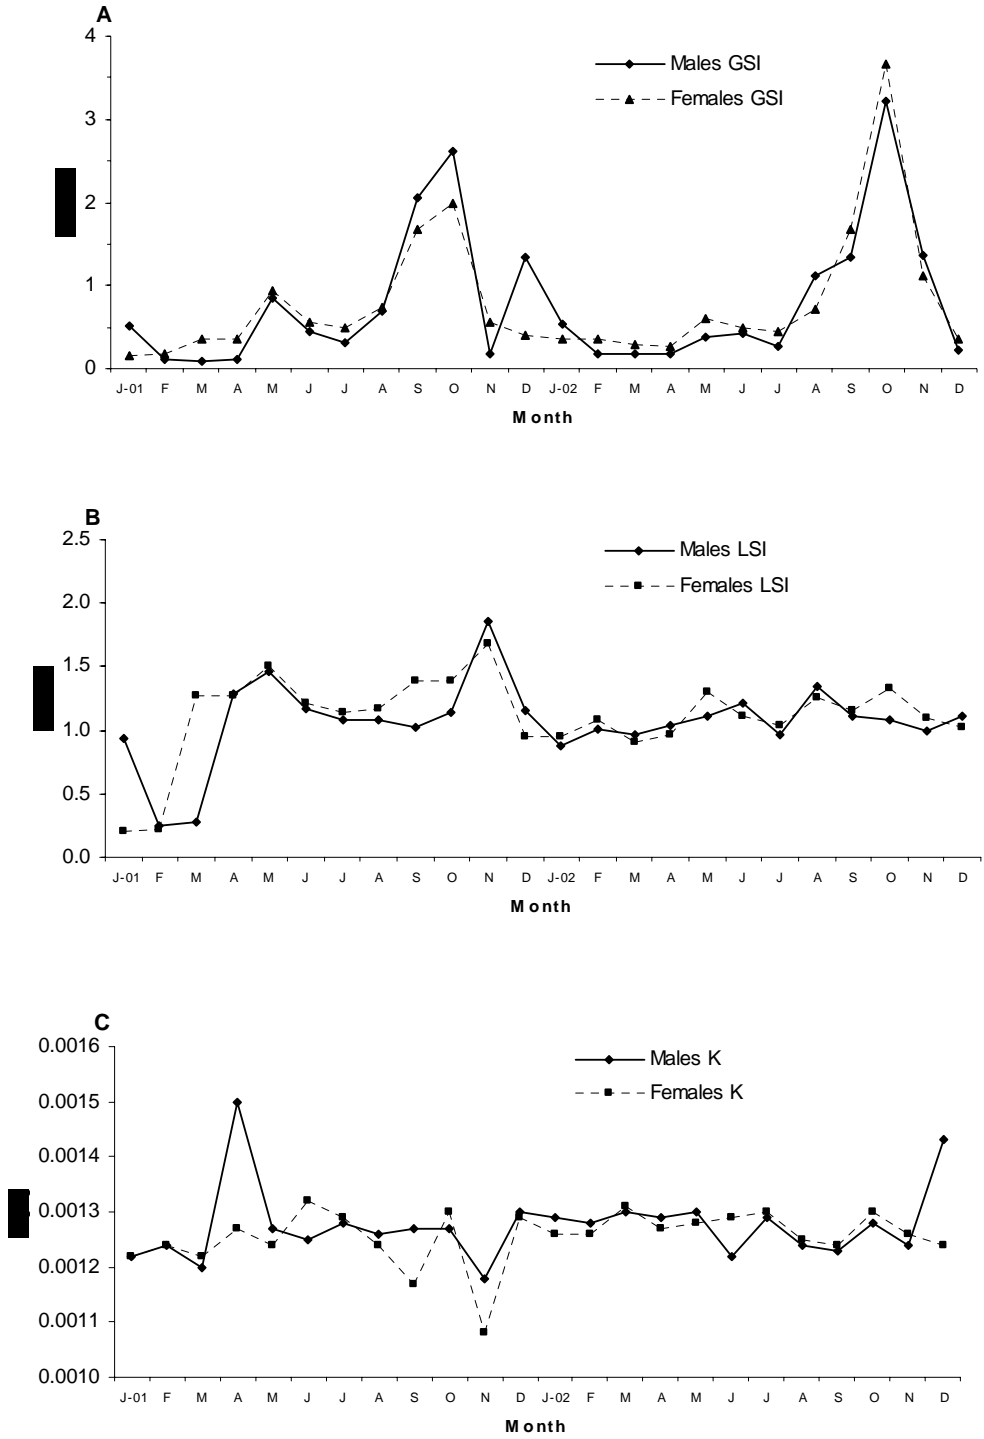 A
4
3
2
1
0
Males GSI
Females GSI
J-01 F M A M J J A S O N D J-02 F M A M J J A S O N D
Month
B
2.5
2.0
1.5
1.0
0.5
0.0
Males LSI
Females LSI
J-01 F M A M J J A S O N D J-02 F M A M J J A S O N D
Month
C
0.0016
0.0015
0.0014
0.0013
0.0012
0.0011
0.0010
Males K
Females K
J-01 F M A M J J A S O N D J-02 F M A M J J A S O N D
Month